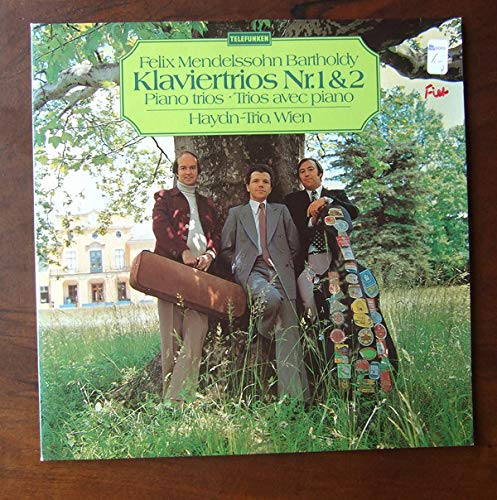 TELEFUNKEN
Felix Mendelssohn Bartholdy
Klaviertrios Nr.1 & 2
Piano trios · Trios avec piano
Haydn-Trio, Wien